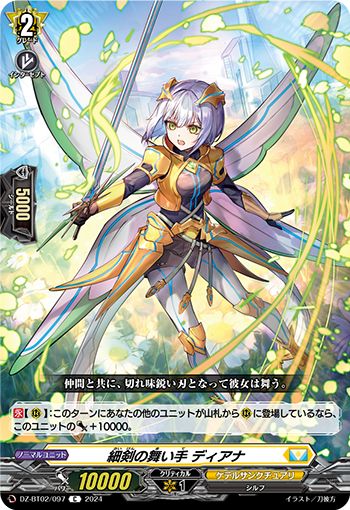 2
グレード
インターセプト
5000
シールド
仲間と共に、切れ味鋭い刃となって彼女は舞う。
永【R】:このターンにあなたの他のユニットが山札からRに登場しているなら、
このユニットの+10000。
ノーマルユニット
細剣の舞い手 ディアナ
パワー
10000
クリティカル
1
ケテルサンクチュアリ
シルフ
DZ-BT02/097 C 2024
イラスト/刀彼方